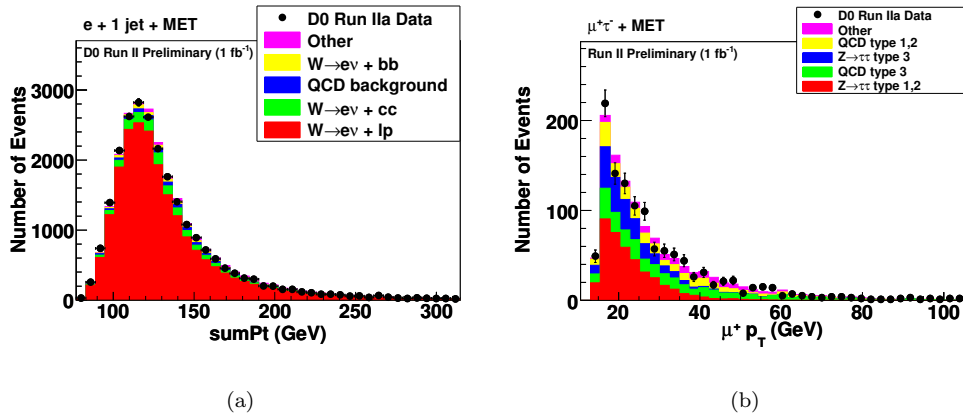 e + 1 jet + MET
D0 Run II Preliminary (1 fb⁻¹)
D0 Run IIa Data
Other
W→eν + bb
QCD background
W→eν + cc
W→eν + lp
Number of Events
3000
2000
1000
0
100 150 200 250 300
sumPt (GeV)
(a)
μ⁺τ⁻ + MET
Run II Preliminary (1 fb⁻¹)
D0 Run IIa Data
Other
QCD type 1,2
Z→ττ type 3
QCD type 3
Z→ττ type 1,2
Number of Events
200
100
0
20 40 60 80 100
μ⁺ p_T (GeV)
(b)